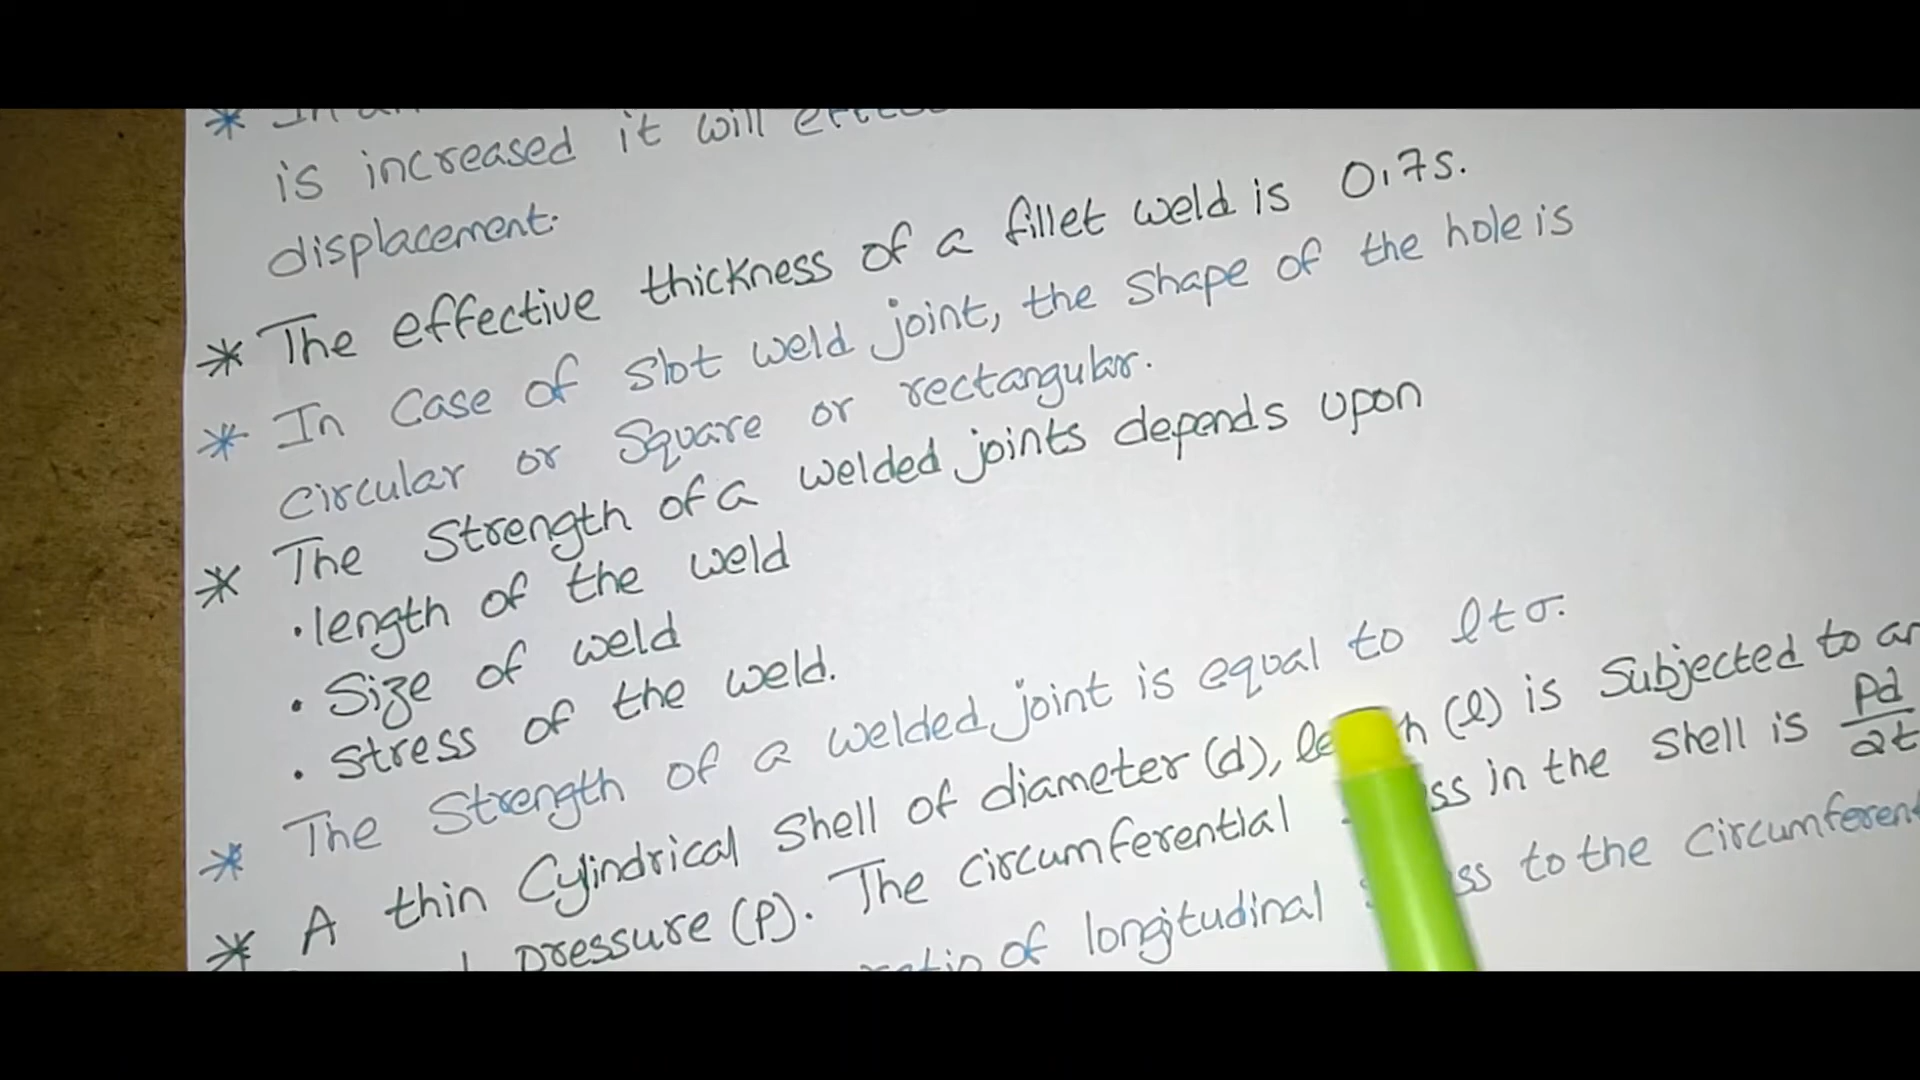 * In an
is increased it will
displacement.
* The effective thickness of a fillet weld is 0.7s.
* In Case of Slot weld joint, the shape of the hole is
Circular or Square or rectangular.
* The Strength of a welded joints depends upon
• length of the weld
• Size of weld
• stress of the weld.
* The Strength of a welded joint is equal to ltσ.
* A thin Cylindrical Shell of diameter (d), (l) is Subjected to an
pressure (P). The circumferential in the shell is Pd/2t
of longitudinal to the circumferent